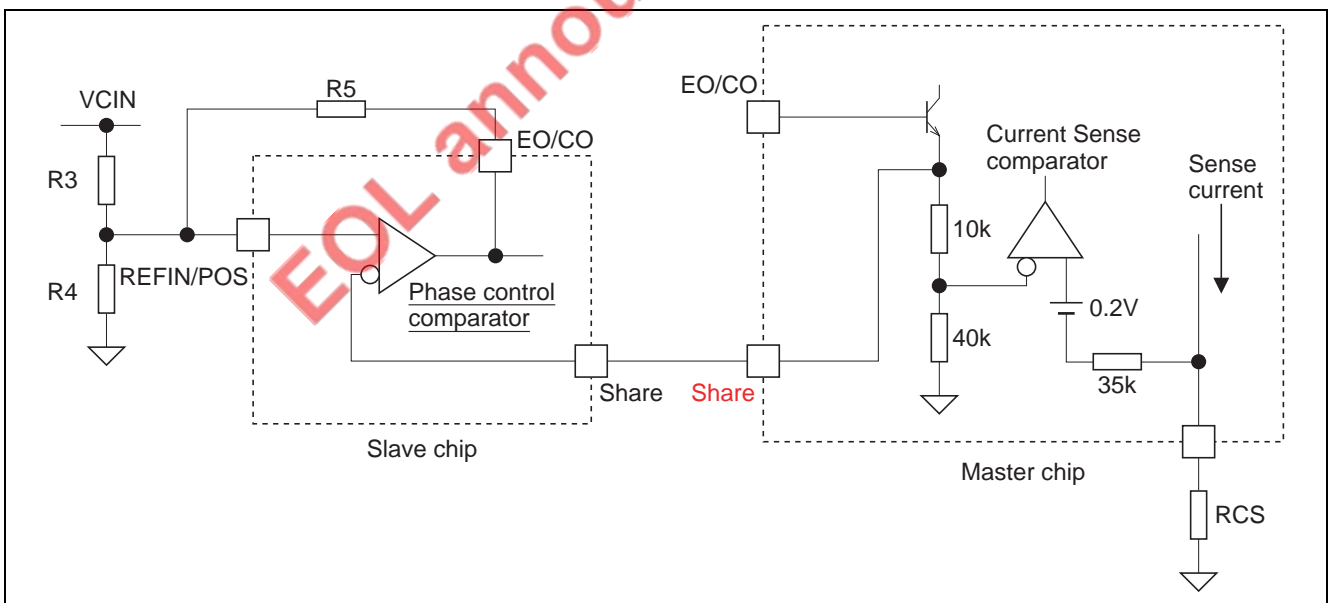 EOL annou
VCIN
R5
EO/CO
R3
REFIN/POS
R4
Phase control
comparator
Share
Slave chip
EO/CO
Current Sense
comparator
Sense
current
10k
0.2V
40k
35k
Share
Master chip
RCS